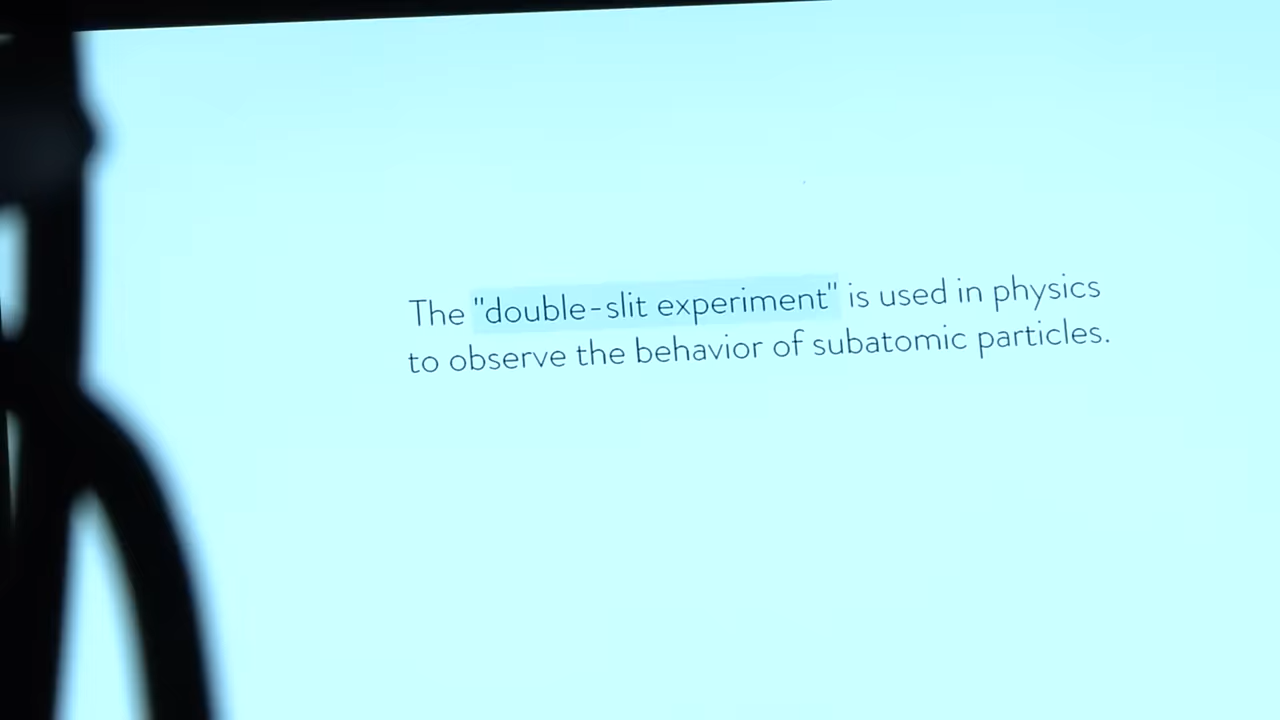 The "double-slit experiment" is used in physics
to observe the behavior of subatomic particles.